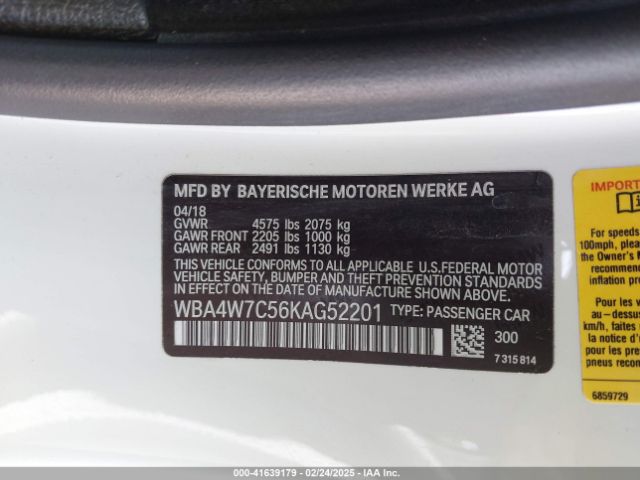 MFD BY BAYERISCHE MOTOREN WERKE AG
04/18
GVWR 4575 lbs 2075 kg
GAWR FRONT 2205 lbs 1000 kg
GAWR REAR 2491 lbs 1130 kg
THIS VEHICLE CONFORMS TO ALL APPLICABLE U.S.FEDERAL MOTOR
VEHICLE SAFETY, BUMPER AND THEFT PREVENTION STANDARDS
IN EFFECT ON THE DATE OF MANUFACTURE SHOWN ABOVE.
WBA4W7C56KAG52201 TYPE: PASSENGER CAR
300
7315814
IMPORT
For speeds
100mph, plea
the Owner's M
recommen
inflation pr
Pour les
au-dessu
km/h, faites
la notice d'u
pour les pre
pneus recon
6859729
000-41639179 - 02/24/2025 - IAA Inc.